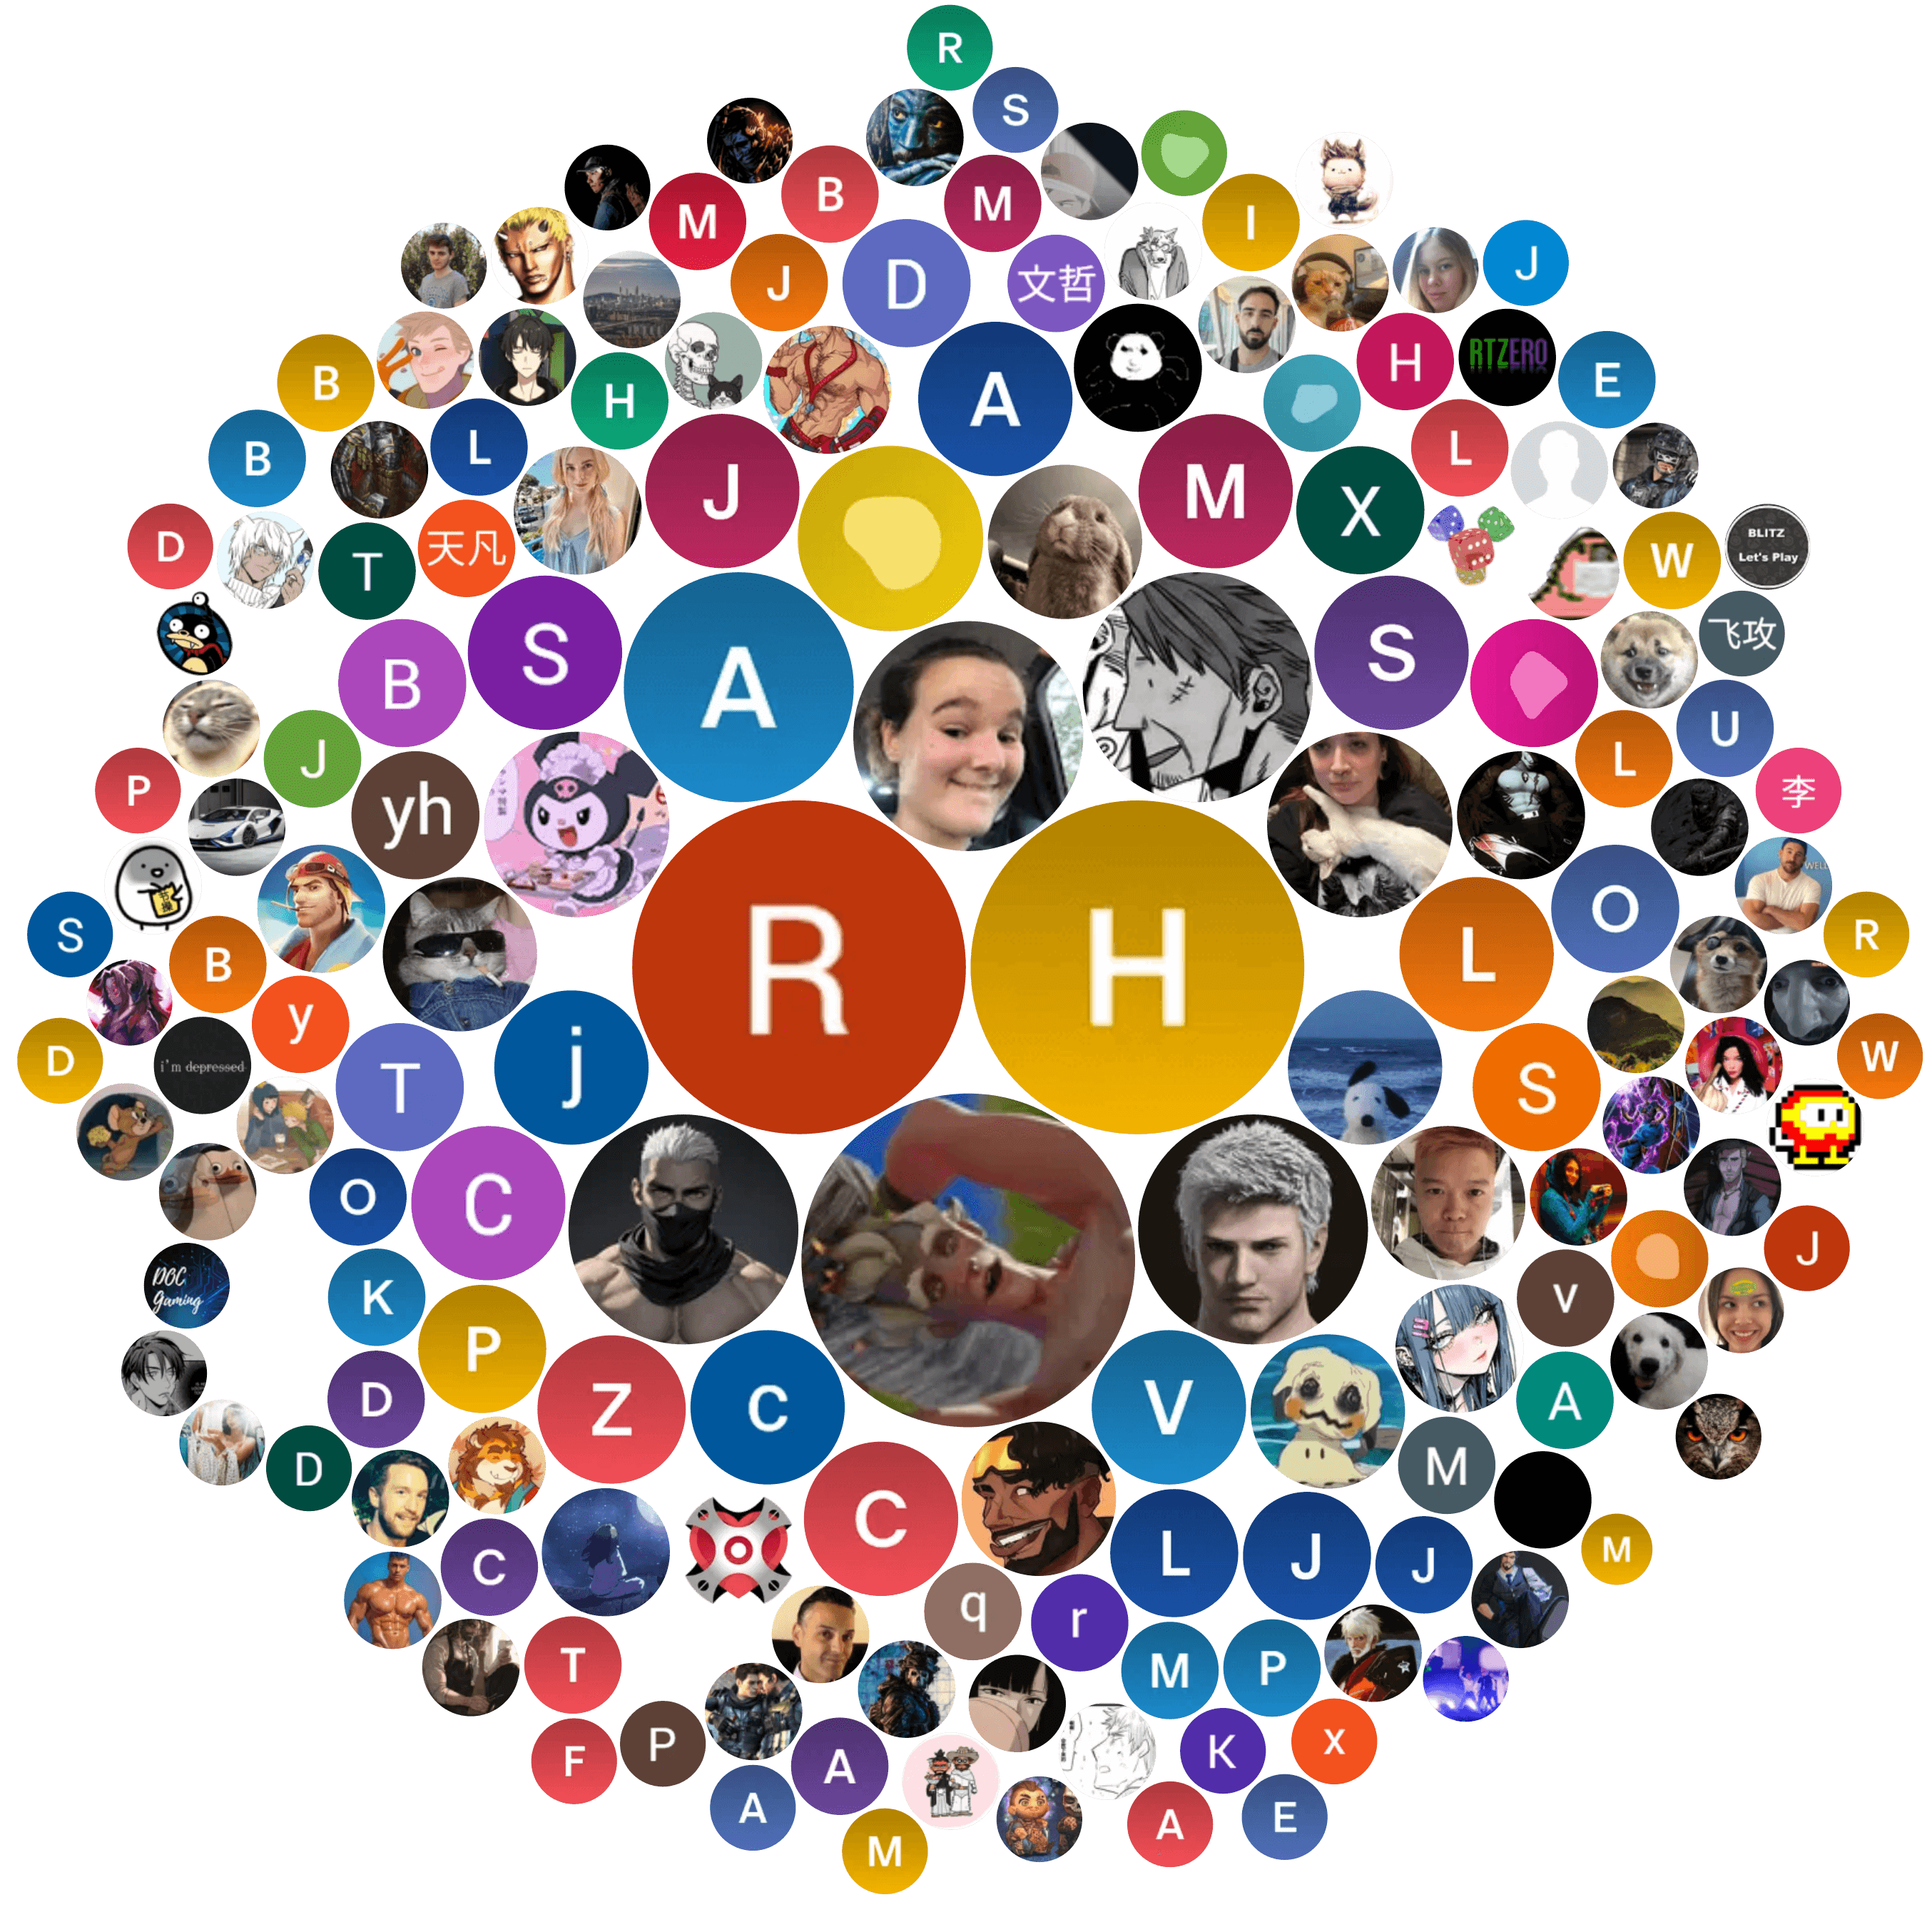 R
S
M
B
M
I
J
D
文哲
J
B
H
A
H
RTZERO
E
B
L
J
M
X
L
D
T
天凡
W
BLITZ
Let's Play
B
S
A
S
飞攻
P
J
yh
L
U
李
S
B
R
H
L
O
R
D
i'm depressed
y
T
j
S
W
O
C
J
DOC
Gaming
K
P
v
D
Z
C
V
A
D
C
C
M
L
J
J
M
T
q
r
M
P
F
P
A
A
K
X
M
A
E